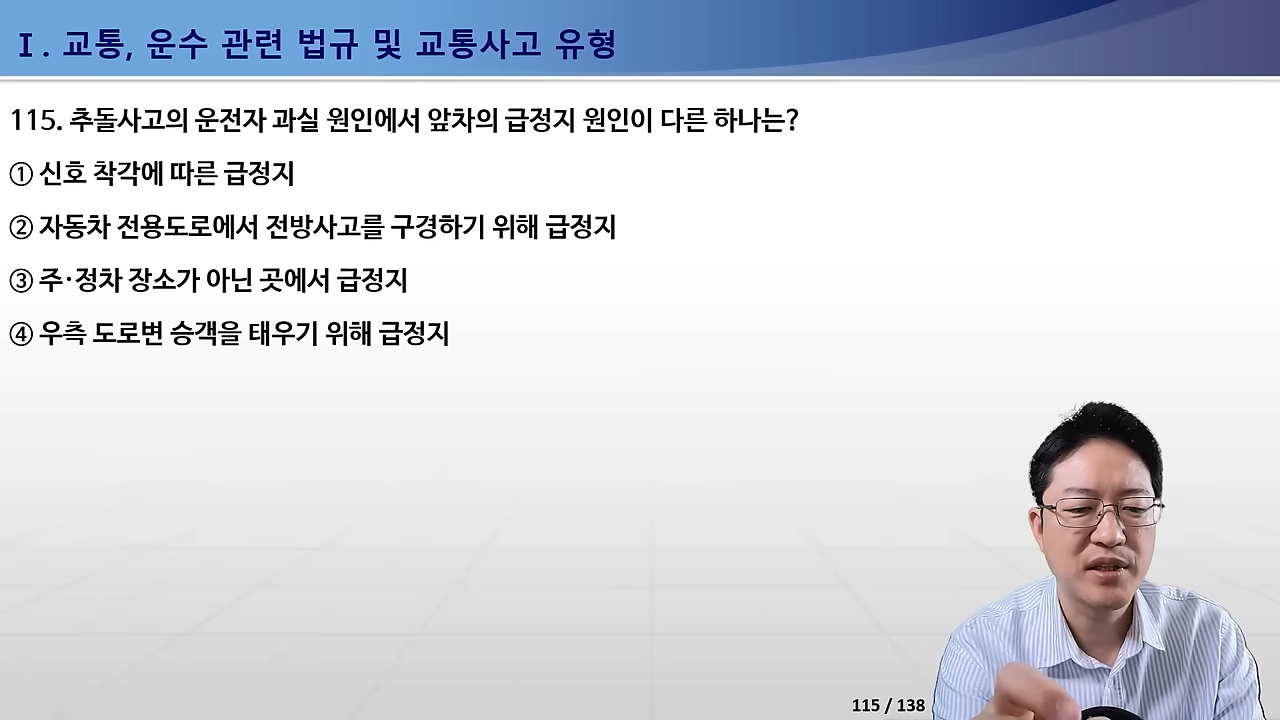 Ⅰ. 교통, 운수 관련 법규 및 교통사고 유형
115. 추돌사고의 운전자 과실 원인에서 앞차의 급정지 원인이 다른 하나는?
① 신호 착각에 따른 급정지
② 자동차 전용도로에서 전방사고를 구경하기 위해 급정지
③ 주·정차 장소가 아닌 곳에서 급정지
④ 우측 도로변 승객을 태우기 위해 급정지
115 / 138